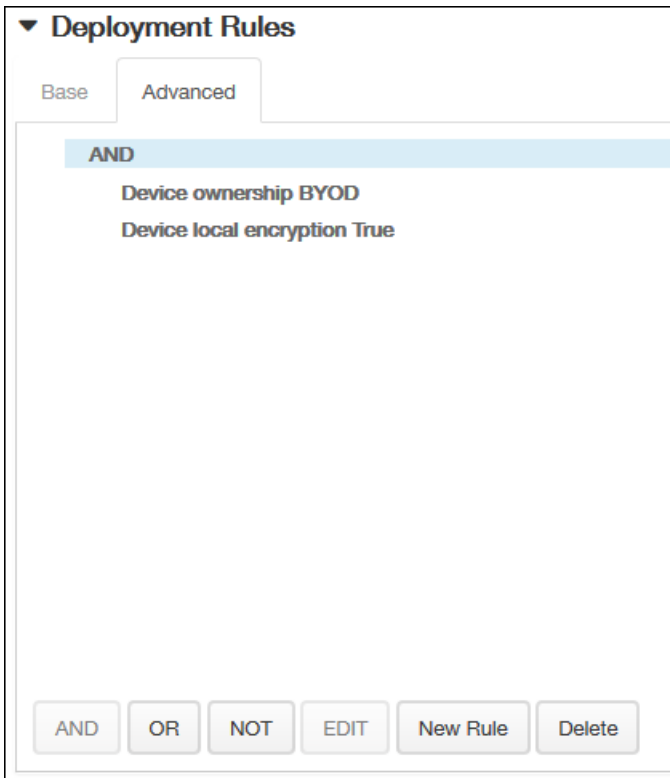 Deployment Rules
Base Advanced
AND
Device ownership BYOD
Device local encryption True
AND OR NOT EDIT New Rule Delete